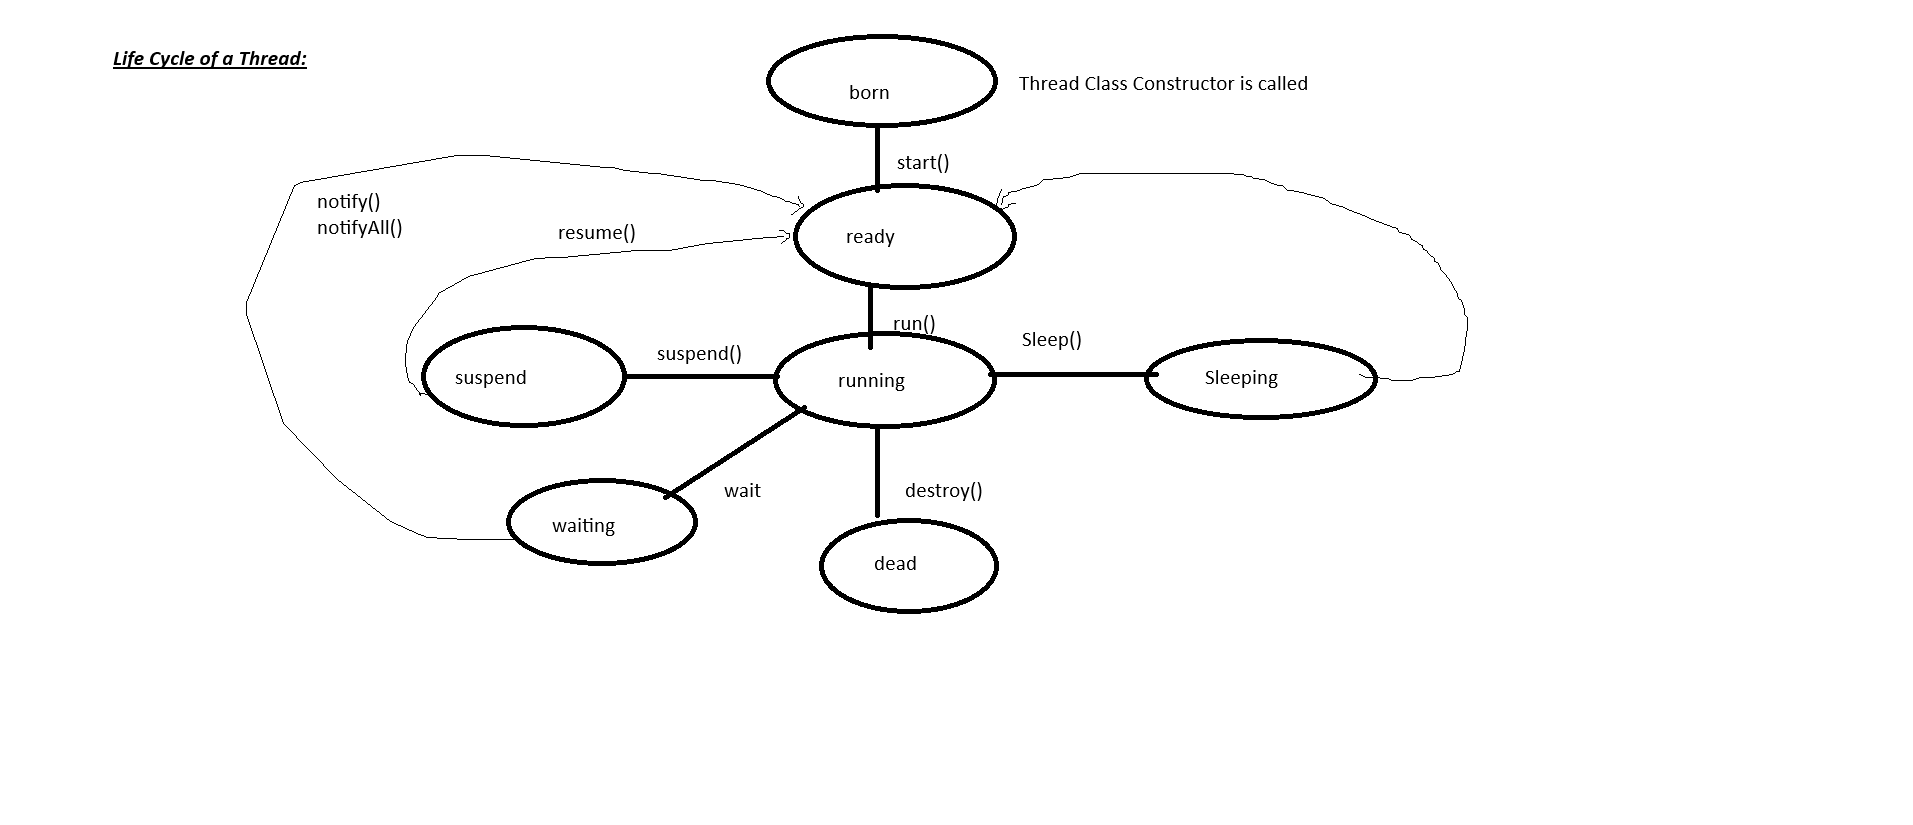 Life Cycle of a Thread:
born
Thread Class Constructor is called
start()
notify()
notifyAll()
resume()
ready
run()
suspend()
Sleep()
suspend
running
Sleeping
wait
destroy()
waiting
dead